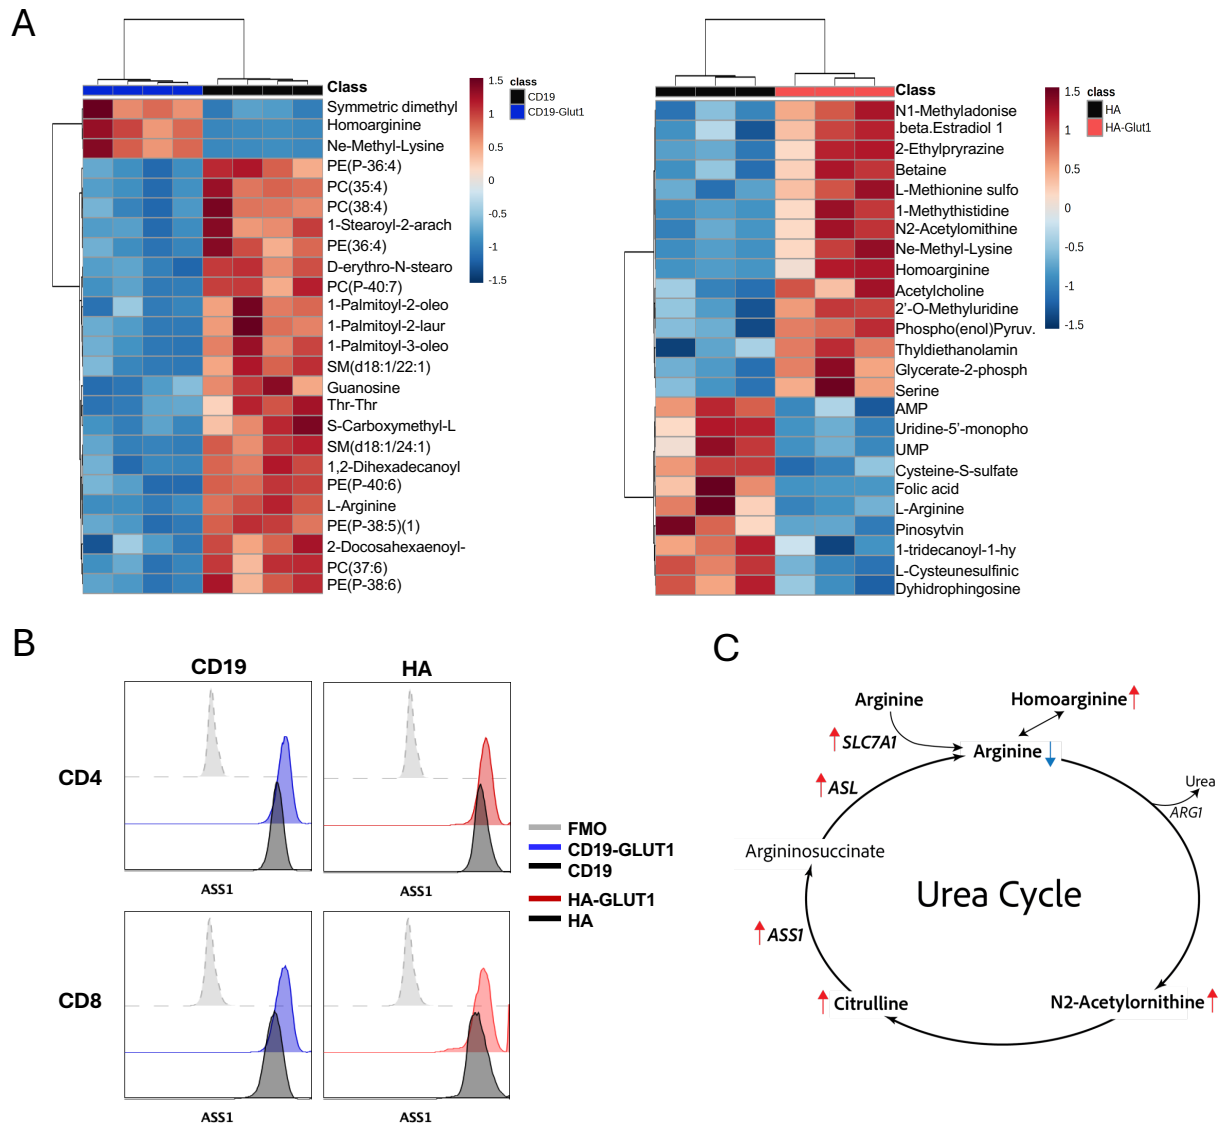 A
Class
Symmetric dimethyl
Homoarginine
Ne-Methyl-Lysine
PE(P-36:4)
PC(35:4)
PC(38:4)
1-Stearoyl-2-arach
PE(36:4)
D-erythro-N-stearo
PC(P-40:7)
1-Palmitoyl-2-oleo
1-Palmitoyl-2-laur
1-Palmitoyl-3-oleo
SM(d18:1/22:1)
Guanosine
Thr-Thr
S-Carboxymethyl-L
SM(d18:1/24:1)
1,2-Dihexadecanoyl
PE(P-40:6)
L-Arginine
PE(P-38:5)(1)
2-Docosahexaenoyl-
PC(37:6)
PE(P-38:6)
1.5
1
0.5
0
-0.5
-1
-1.5
class
CD19
CD19-Glut1
Class
N1-Methyladonise
.beta.Estradiol 1
2-Ethylpryrazine
Betaine
L-Methionine sulfo
1-Methythistidine
N2-Acetylomithine
Ne-Methyl-Lysine
Homoarginine
Acetylcholine
2'-O-Methyluridine
Phospho(enol)Pyruv.
Thyldiethanolamin
Glycerate-2-phosph
Serine
AMP
Uridine-5'-monopho
UMP
Cysteine-S-sulfate
Folic acid
L-Arginine
Pinosytvin
1-tridecanoyl-1-hy
L-Cysteunesulfinic
Dyhidrophingosine
1.5
1
0.5
0
-0.5
-1
-1.5
class
HA
HA-Glut1
B
CD19
HA
CD4
ASS1
ASS1
CD8
ASS1
ASS1
FMO
CD19-GLUT1
CD19
HA-GLUT1
HA
C
Arginine
Homoarginine
SLC7A1
Arginine
ASL
Urea
ARG1
Argininosuccinate
Urea Cycle
ASS1
Citrulline
N2-Acetylornithine